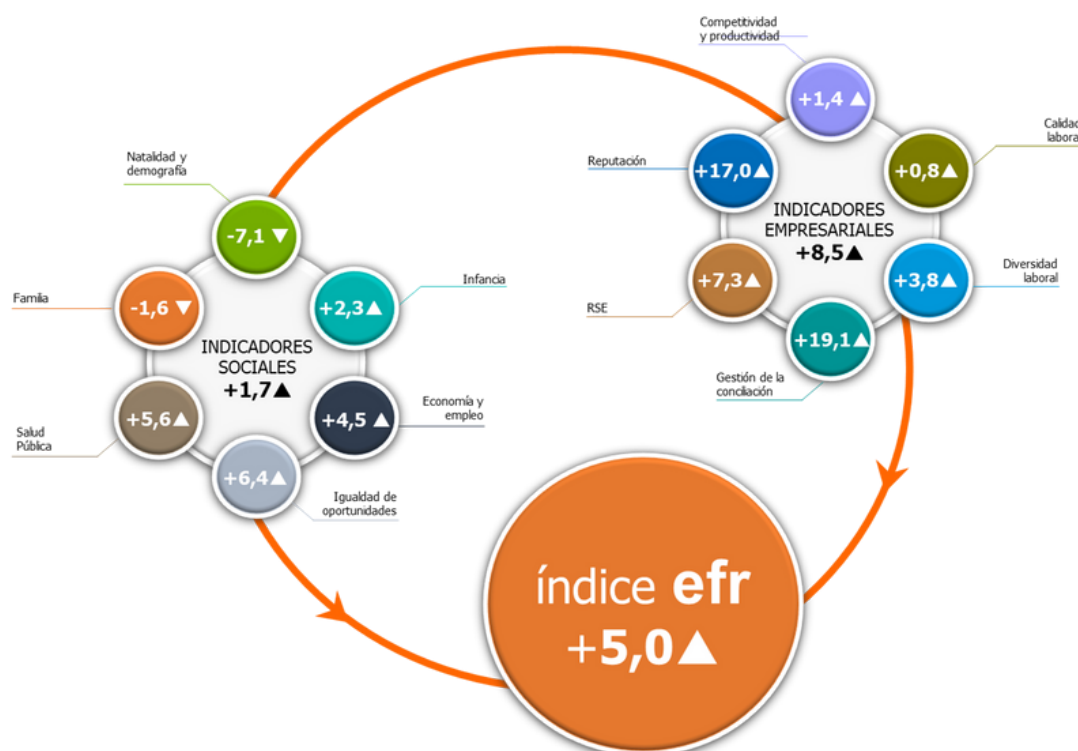 Natalidad y
demografía
-7,1 ▼
Familia
-1,6 ▼
Infancia
+2,3▲
INDICADORES
SOCIALES
+1,7▲
Salud
Pública
+5,6▲
Economía y
empleo
+4,5 ▲
+6,4▲
Igualdad de
oportunidades
Competitividad
y productividad
+1,4 ▲
Reputación
+17,0▲
Calidad
laboral
+0,8▲
INDICADORES
EMPRESARIALES
+8,5▲
RSE
+7,3▲
Diversidad
laboral
+3,8▲
+19,1▲
Gestión de la
conciliación
índice efr
+5,0▲